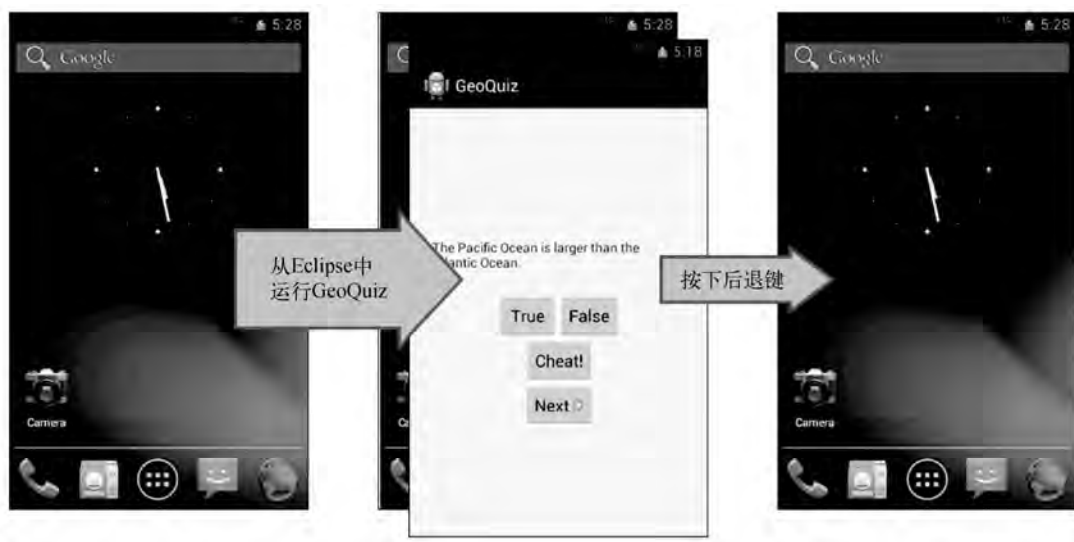 5:28
Google
Camera
从Eclipse中
运行GeoQuiz
5:28
5:18
GeoQuiz
The Pacific Ocean is larger than the
lantic Ocean.
True False
Cheat!
Next
按下后退键
5:28
Google
Camera